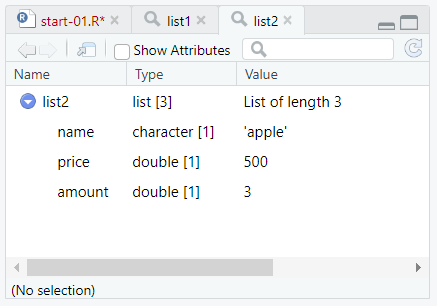 start-01.R* list1 list2
Show Attributes
Name Type Value
list2 list [3] List of length 3
name character [1] 'apple'
price double [1] 500
amount double [1] 3
(No selection)